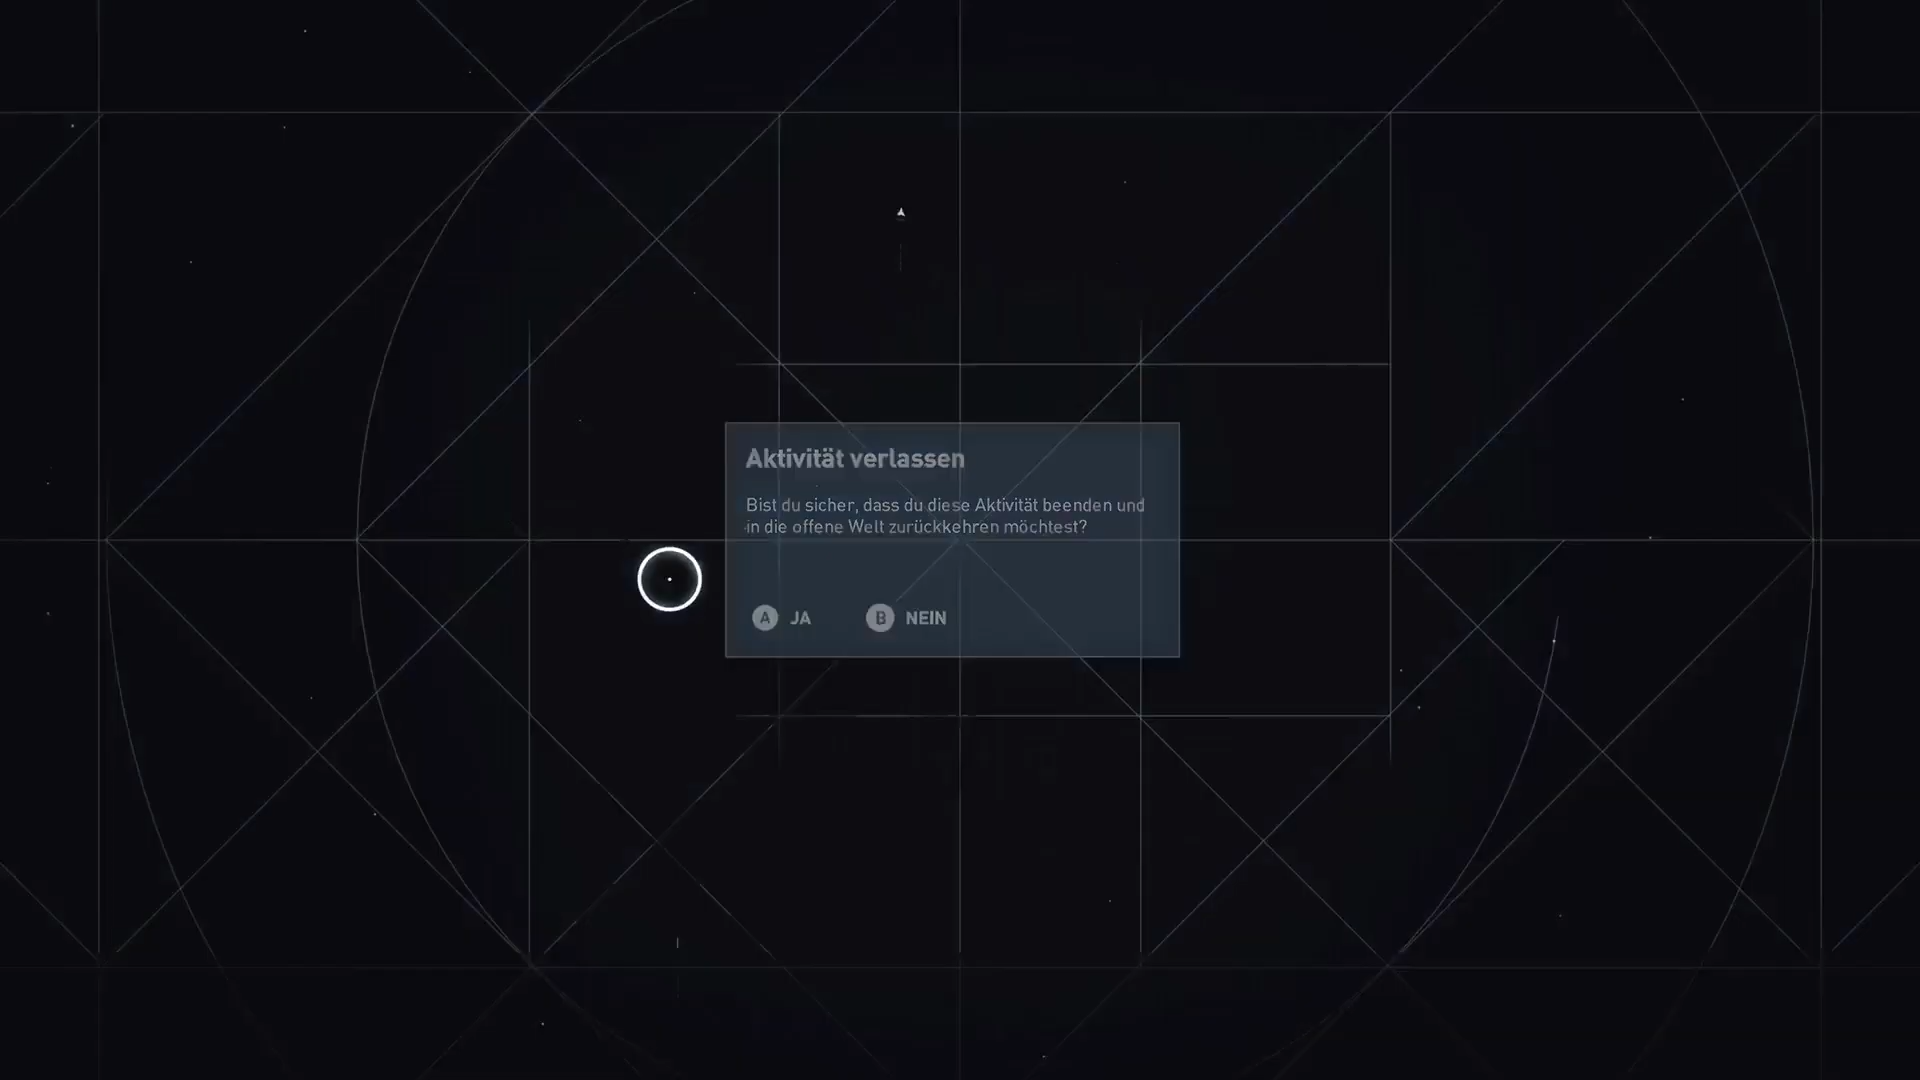 Aktivität verlassen
Bist du sicher, dass du diese Aktivität beenden und
in die offene Welt zurückkehren möchtest?
A JA B NEIN